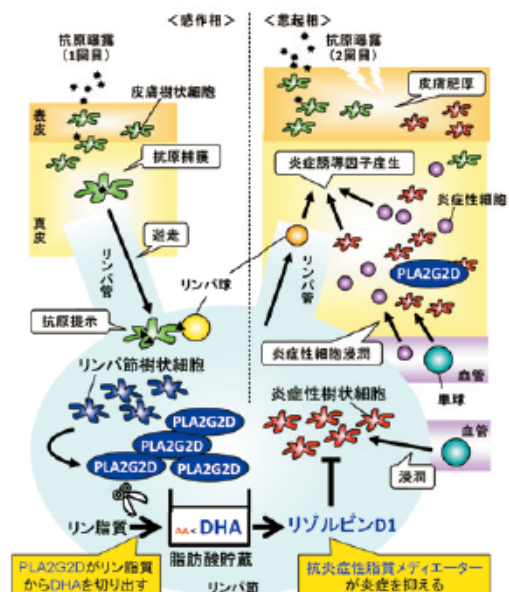 <感作相>
<惹起相>
抗原曝露
(1回目)
抗原曝露
(2回目)
皮膚樹状細胞
皮膚肥厚
表皮
抗原捕獲
炎症誘導因子産生
炎症性細胞
真皮
遊走
リンパ管
リンパ管
PLA2G2D
リンパ球
抗原提示
炎症性細胞浸潤
血管
リンパ節樹状細胞
単球
炎症性樹状細胞
PLA2G2D
PLA2G2D
PLA2G2D
PLA2G2D
血管
浸潤
リン脂質
AA<DHA
リゾルビンD1
脂肪酸貯蔵
PLA2G2Dがリン脂質
からDHAを切り出す
リンパ節
抗炎症性脂質メディエーター
が炎症を抑える